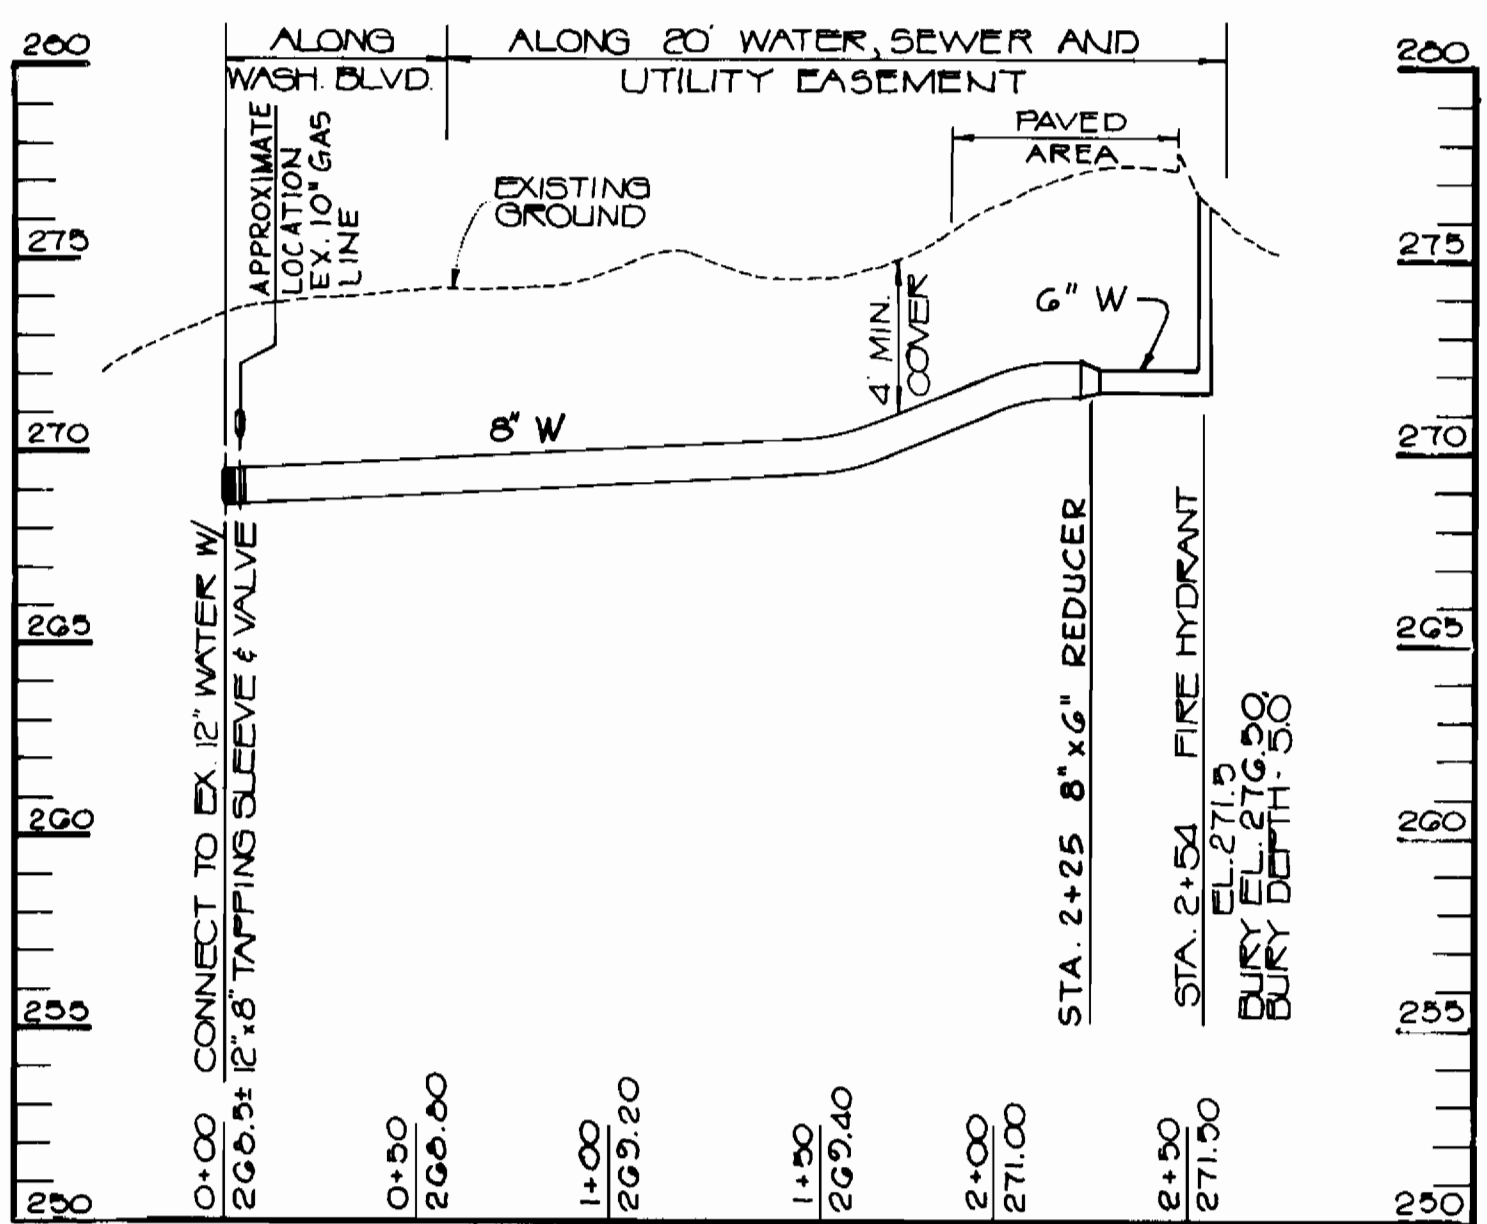 280
ALONG
WASH. BLVD.
ALONG 20' WATER, SEWER AND
UTILITY EASEMENT
280
PAVED
AREA
APPROXIMATE
LOCATION
EX. 10" GAS
LINE
EXISTING
GROUND
275
275
4' MIN.
COVER
6" W
270
8" W
270
265
265
260
260
255
255
250
250
CONNECT TO EX. 12" WATER W/
12"x8" TAPPING SLEEVE & VALVE
STA. 2+25 8"x6" REDUCER
STA. 2+54 FIRE HYDRANT
EL. 271.5
BURY EL. 276.50
BURY DEPTH - 5.0'
0+00
268.5±
0+50
268.80
1+00
269.20
1+50
269.40
2+00
271.00
2+50
271.50